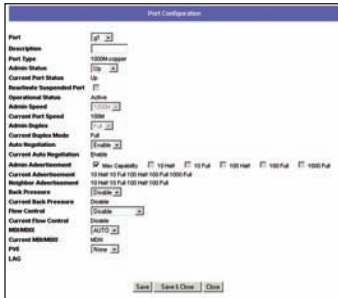 Port Configuration
Port g1
Description
Port Type 1000M-copper
Admin Status Up
Current Port Status Up
Reactivate Suspended Port
Operational Status Active
Admin Speed 1000M
Current Port Speed 100M
Admin Duplex Full
Current Duplex Mode Full
Auto Negotiation Enable
Current Auto Negotiation Enable
Admin Advertisement Max Capability 10 Half 10 Full 100 Half 100 Full 1000 Full
Current Advertisement 10 Half 10 Full 100 Half 100 Full 1000 Full
Neighbor Advertisement 10 Half 10 Full 100 Half 100 Full
Back Pressure Disable
Current Back Pressure Disable
Flow Control Disable
Current Flow Control Disable
MDI/MDIX AUTO
Current MDI/MDIX MDIX
PVE None
LAG
Save Save & Close Close